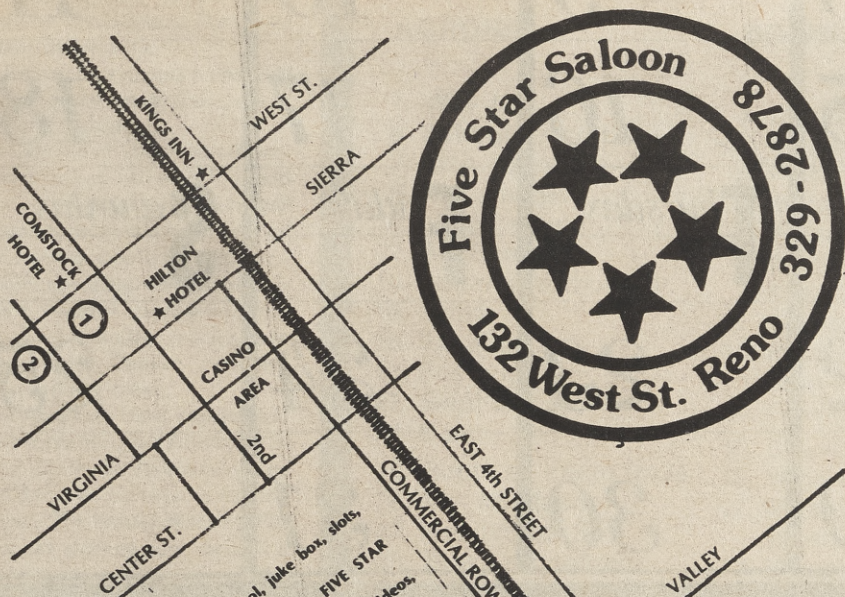 Five Star Saloon
329-2878
132 West St. Reno
KINGS INN
WEST ST.
SIERRA
COMSTOCK
HOTEL
HILTON
HOTEL
1
2
CASINO
AREA
2nd
VIRGINIA
CENTER ST.
EAST 4th STREET
COMMERCIAL ROW
VALLEY
juke box, slots,
FIVE STAR